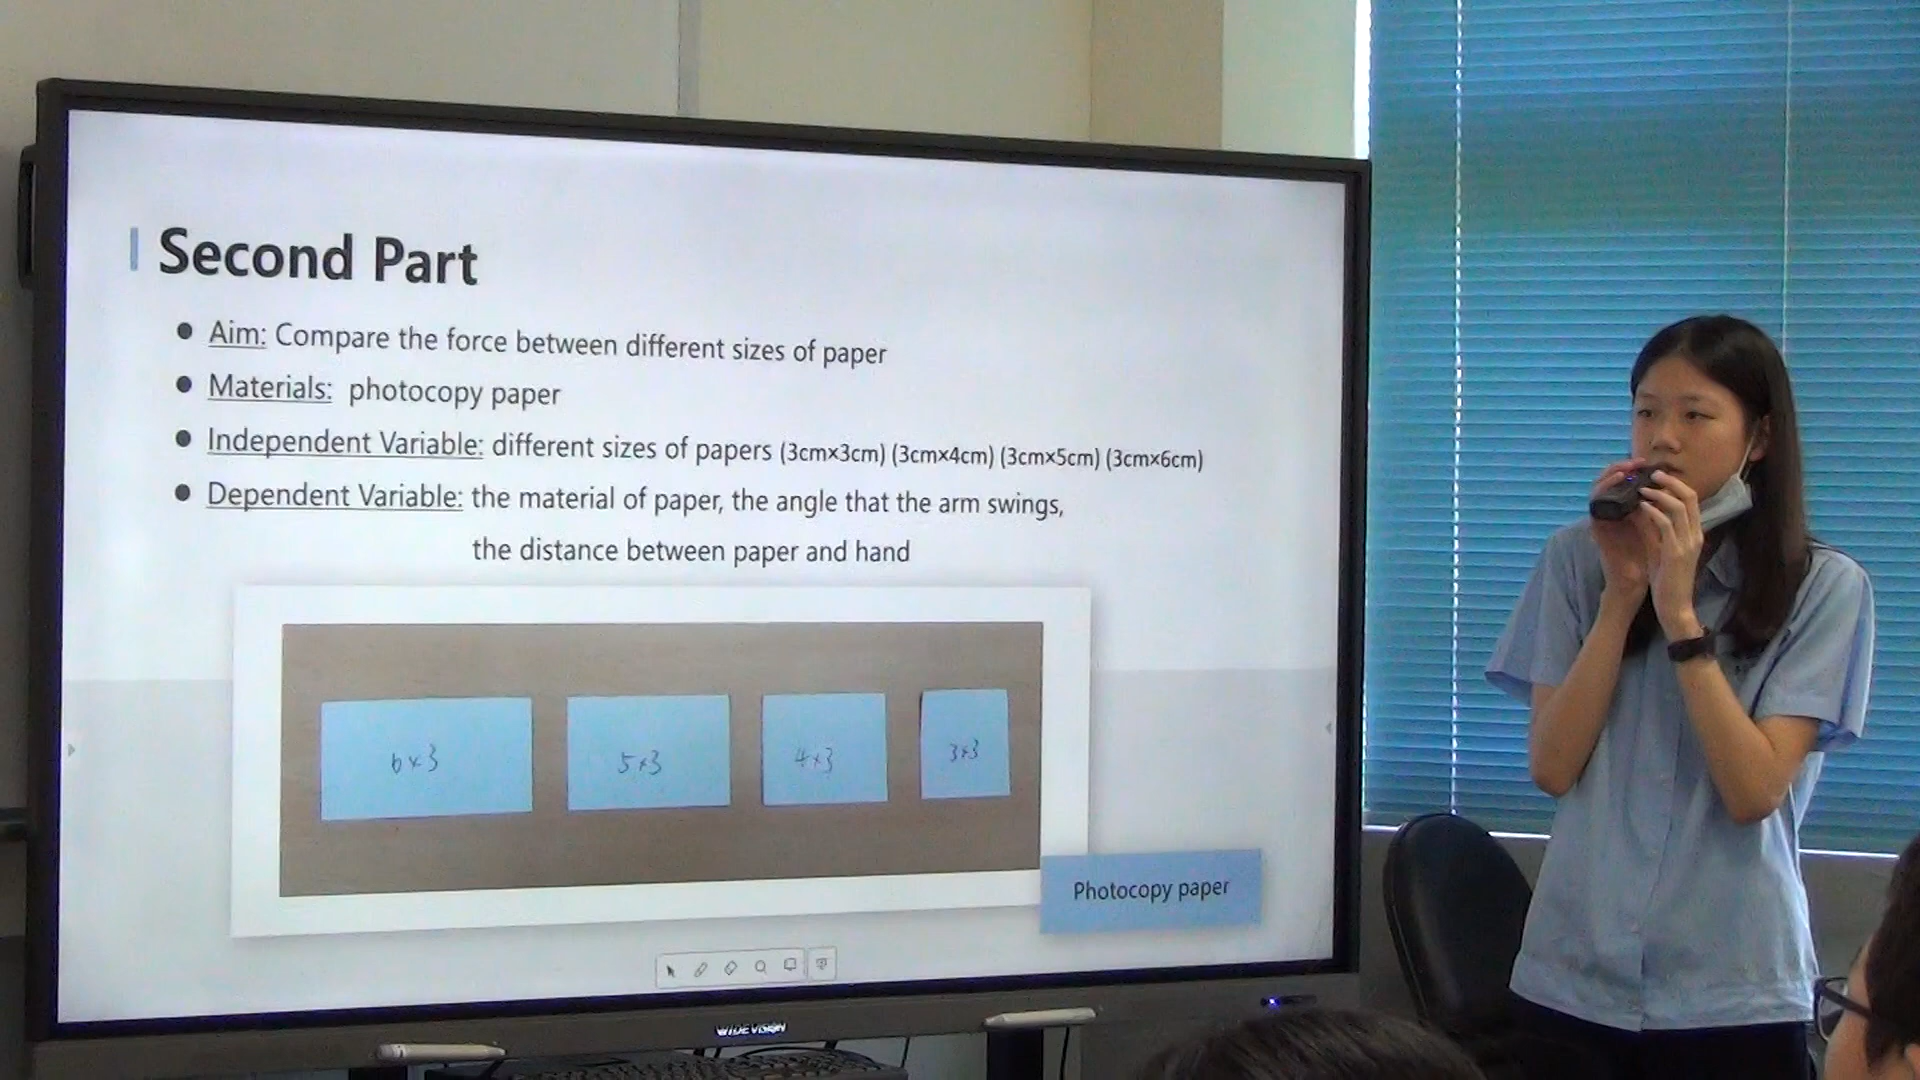 Second Part
● Aim: Compare the force between different sizes of paper
● Materials: photocopy paper
● Independent Variable: different sizes of papers (3cm×3cm) (3cm×4cm) (3cm×5cm) (3cm×6cm)
● Dependent Variable: the material of paper, the angle that the arm swings,
the distance between paper and hand
6×3
5×3
4×3
3×3
Photocopy paper
WIDEVISION